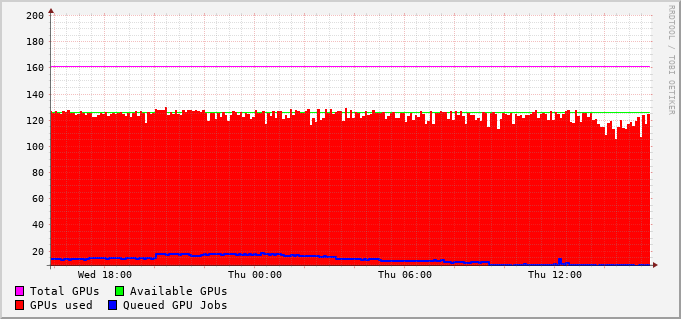 200
180
160
140
120
100
80
60
40
20
Wed 18:00 Thu 00:00 Thu 06:00 Thu 12:00
Total GPUs Available GPUs
GPUs used Queued GPU Jobs
RRDTOOL / TOBI OETIKER